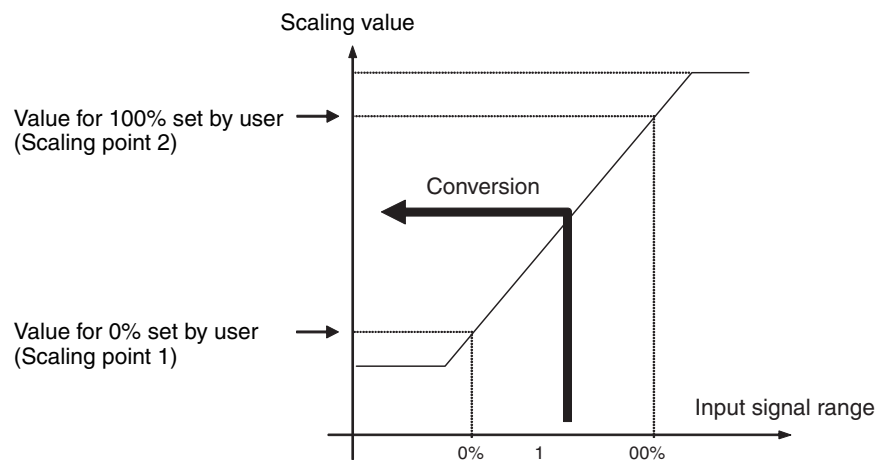 Scaling value
Value for 100% set by user
(Scaling point 2)
Conversion
Value for 0% set by user
(Scaling point 1)
Input signal range
0% 1 00%